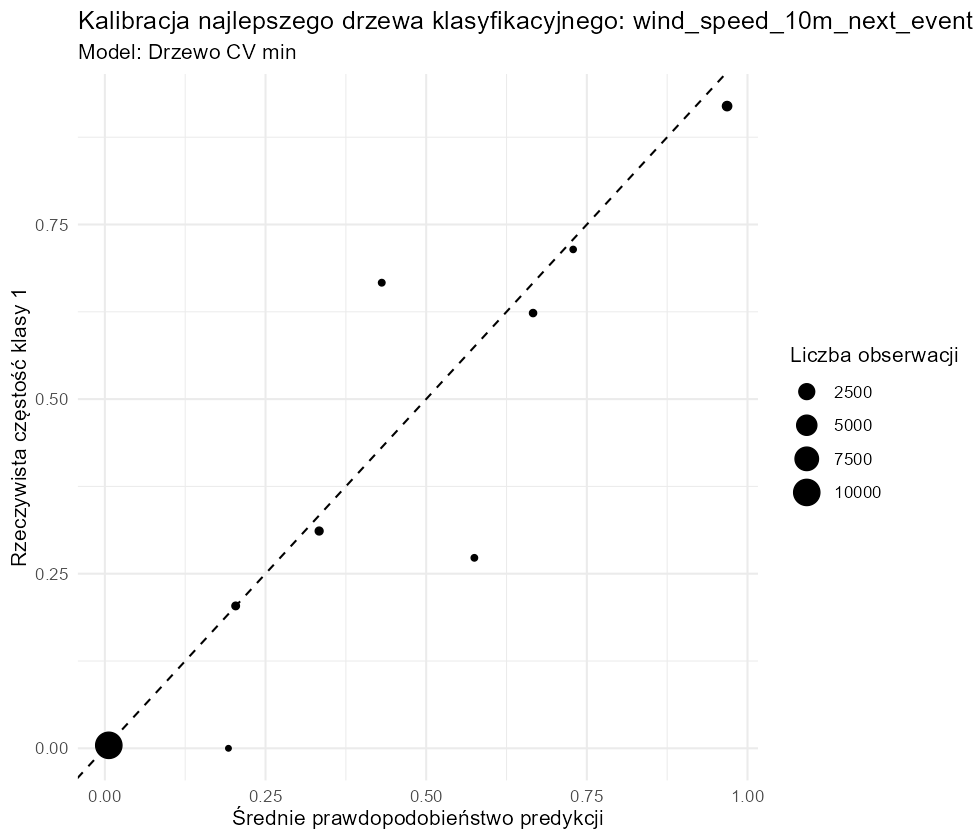 Kalibracja najlepszego drzewa klasyfikacyjnego: wind_speed_10m_next_event
Model: Drzewo CV min
Rzeczywista częstość klasy 1
0.75
0.50
0.25
0.00
0.00 0.25 0.50 0.75 1.00
Średnie prawdopodobieństwo predykcji
Liczba obserwacji
2500
5000
7500
10000